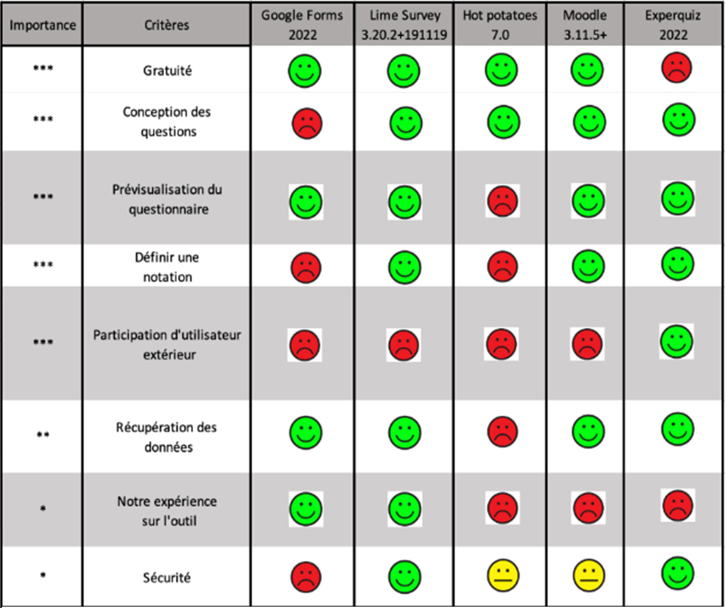 Importance Critères Google Forms 2022 Lime Survey 3.20.2+191119 Hot potatoes 7.0 Moodle 3.11.5+ Experquiz 2022
*** Gratuité
*** Conception des
questions
*** Prévisualisation du
questionnaire
*** Définir une
notation
*** Participation d'utilisateur
extérieur
** Récupération des
données
* Notre expérience
sur l'outil
* Sécurité